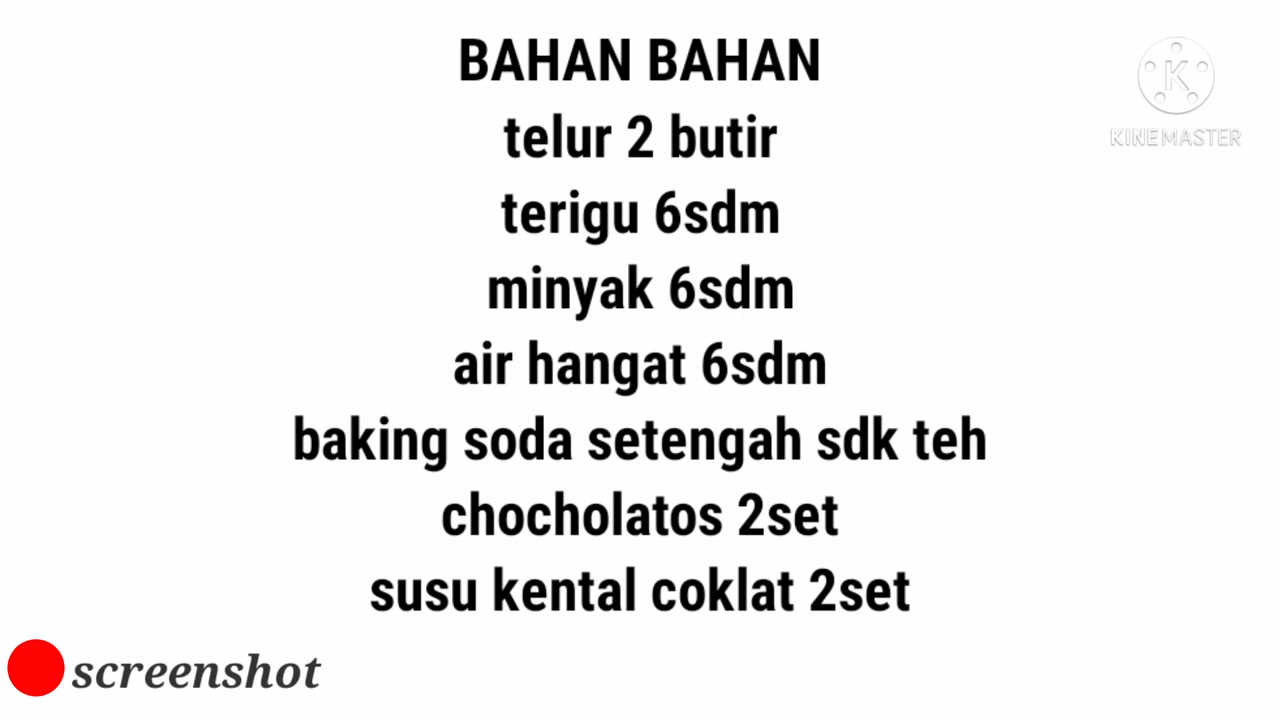 BAHAN BAHAN
telur 2 butir
terigu 6sdm
minyak 6sdm
air hangat 6sdm
baking soda setengah sdk teh
chocholatos 2set
susu kental coklat 2set
screenshot
K
KINEMASTER